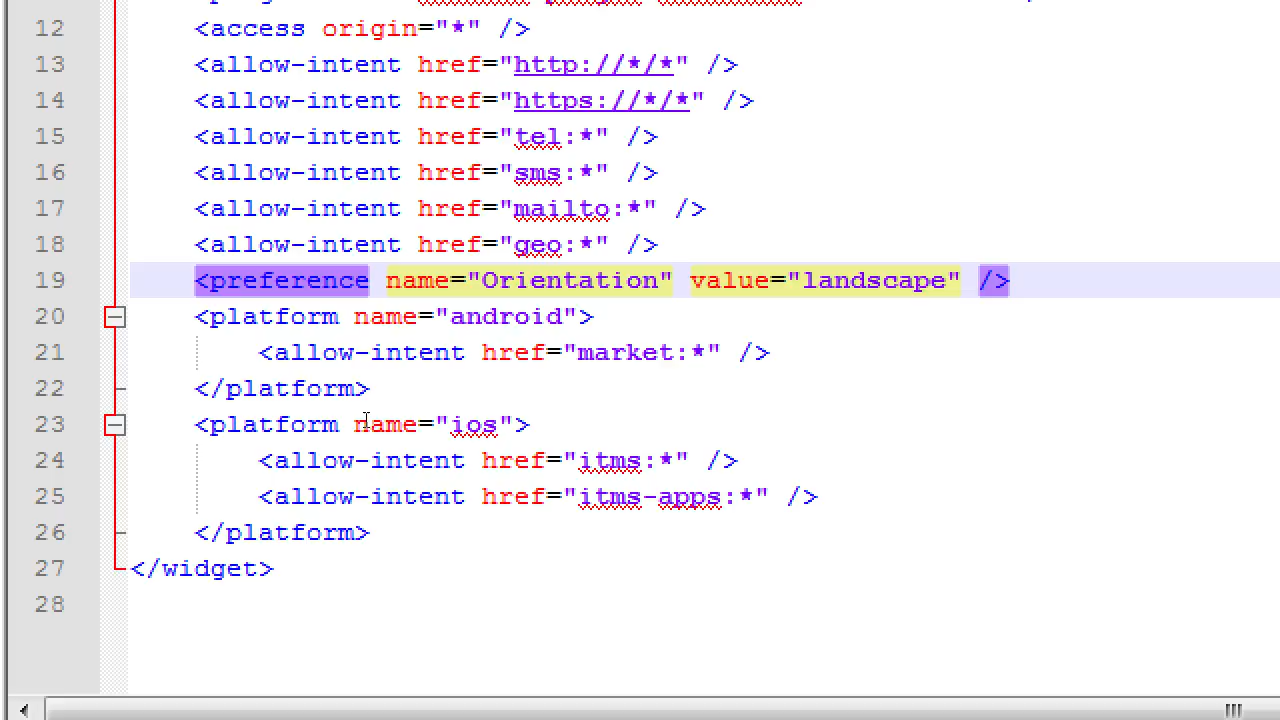 12 <access origin="*" />
13 <allow-intent href="http://*/*" />
14 <allow-intent href="https://*/*" />
15 <allow-intent href="tel:*" />
16 <allow-intent href="sms:*" />
17 <allow-intent href="mailto:*" />
18 <allow-intent href="geo:*" />
19 <preference name="Orientation" value="landscape" />
20 <platform name="android">
21 <allow-intent href="market:*" />
22 </platform>
23 <platform name="ios">
24 <allow-intent href="itms:*" />
25 <allow-intent href="itms-apps:*" />
26 </platform>
27 </widget>
28